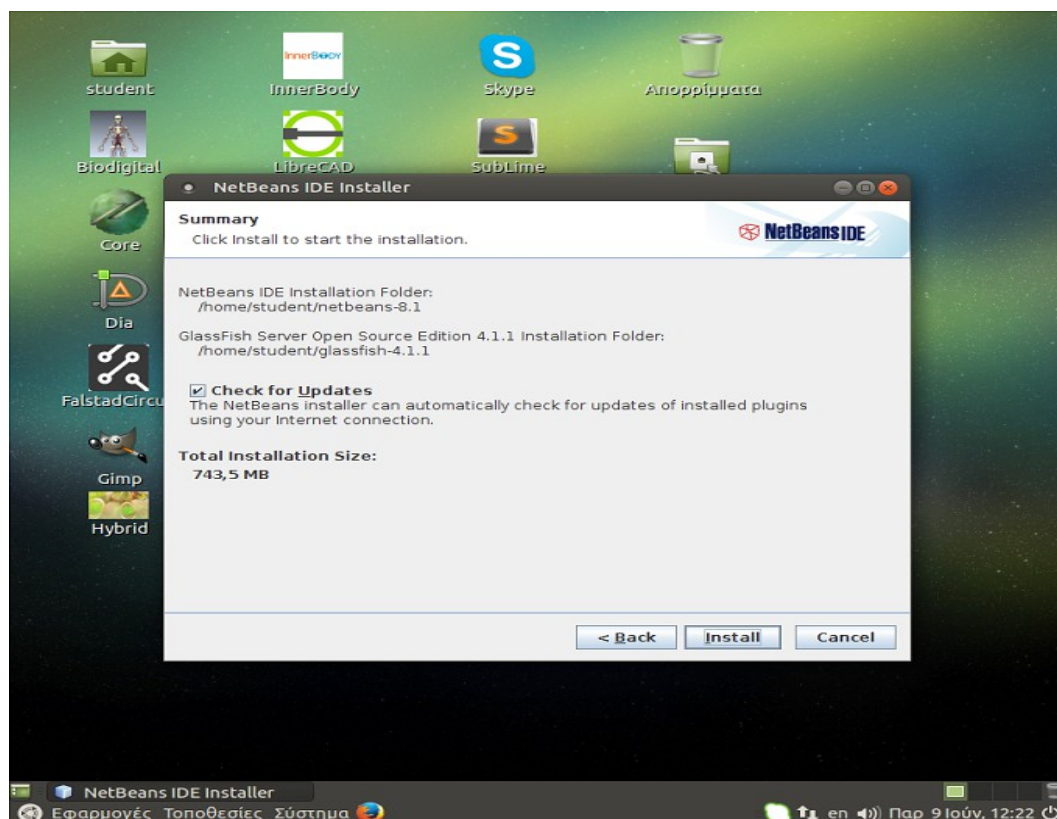 InnerBODY
student
InnerBody
Skype
Απορρίμματα
Biodigital
LibreCAD
SubLime
NetBeans IDE Installer
Summary
Click Install to start the installation.
NetBeans IDE
Core
NetBeans IDE Installation Folder:
/home/student/netbeans-8.1
GlassFish Server Open Source Edition 4.1.1 Installation Folder:
/home/student/glassfish-4.1.1
Dia
Check for Updates
The NetBeans installer can automatically check for updates of installed plugins
using your Internet connection.
FalstadCircu
Total Installation Size:
743,5 MB
Gimp
Hybrid
< Back
Install
Cancel
NetBeans IDE Installer
Εφαρμογές Τοποθεσίες Σύστημα
en Παρ 9 Ιούν, 12:22